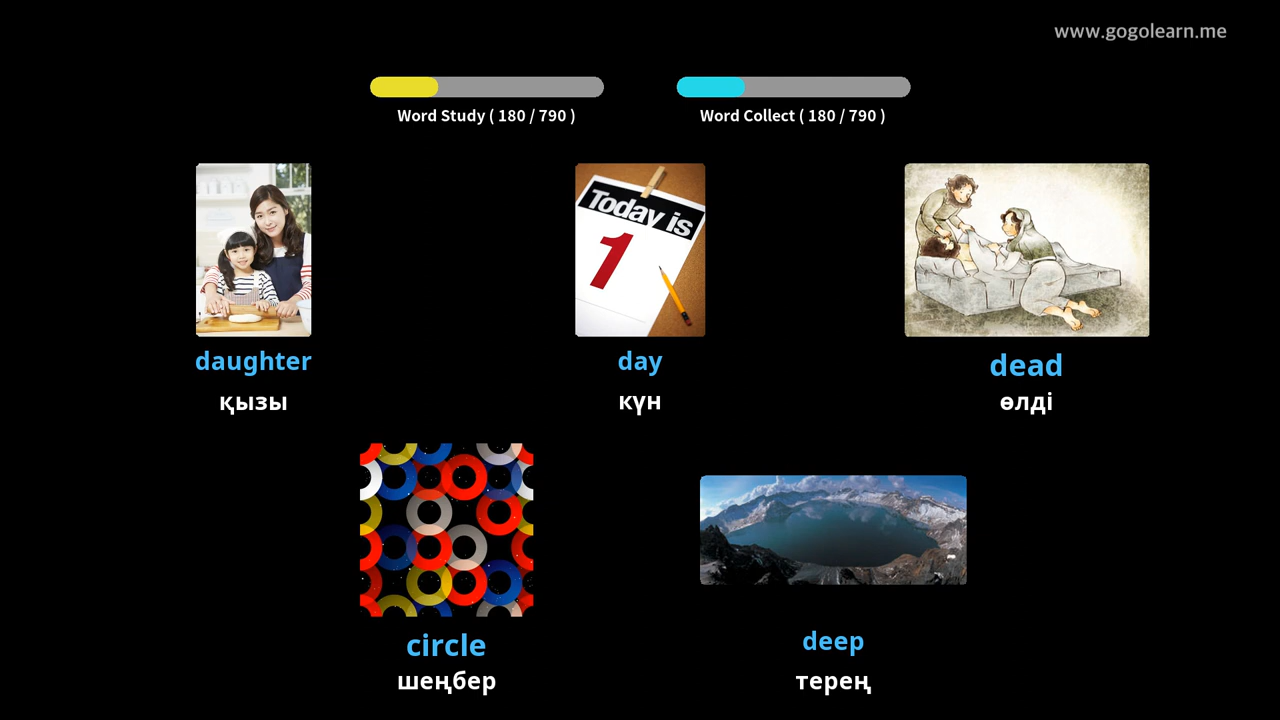 www.gogolearn.me
Word Study ( 180 / 790 )
Word Collect ( 180 / 790 )
Today is
1
daughter
қызы
day
күн
dead
өлді
circle
шеңбер
deep
терең